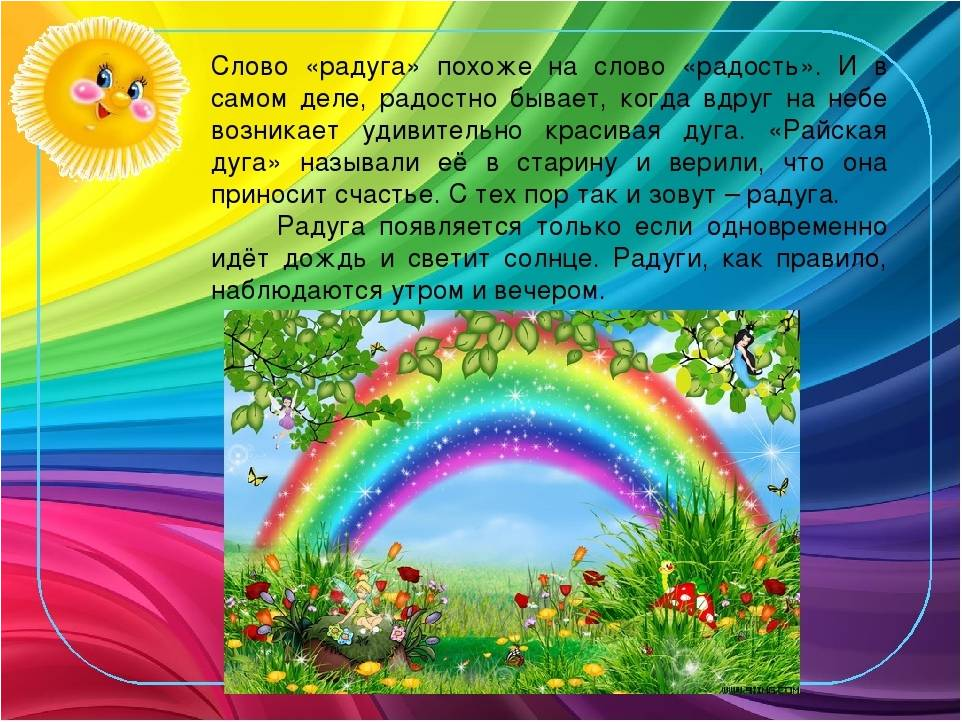 Слово «радуга» похоже на слово «радость». И в
самом деле, радостно бывает, когда вдруг на небе
возникает удивительно красивая дуга. «Райская
дуга» называли её в старину и верили, что она
приносит счастье. С тех пор так и зовут – радуга.
Радуга появляется только если одновременно
идёт дождь и светит солнце. Радуги, как правило,
наблюдаются утром и вечером.